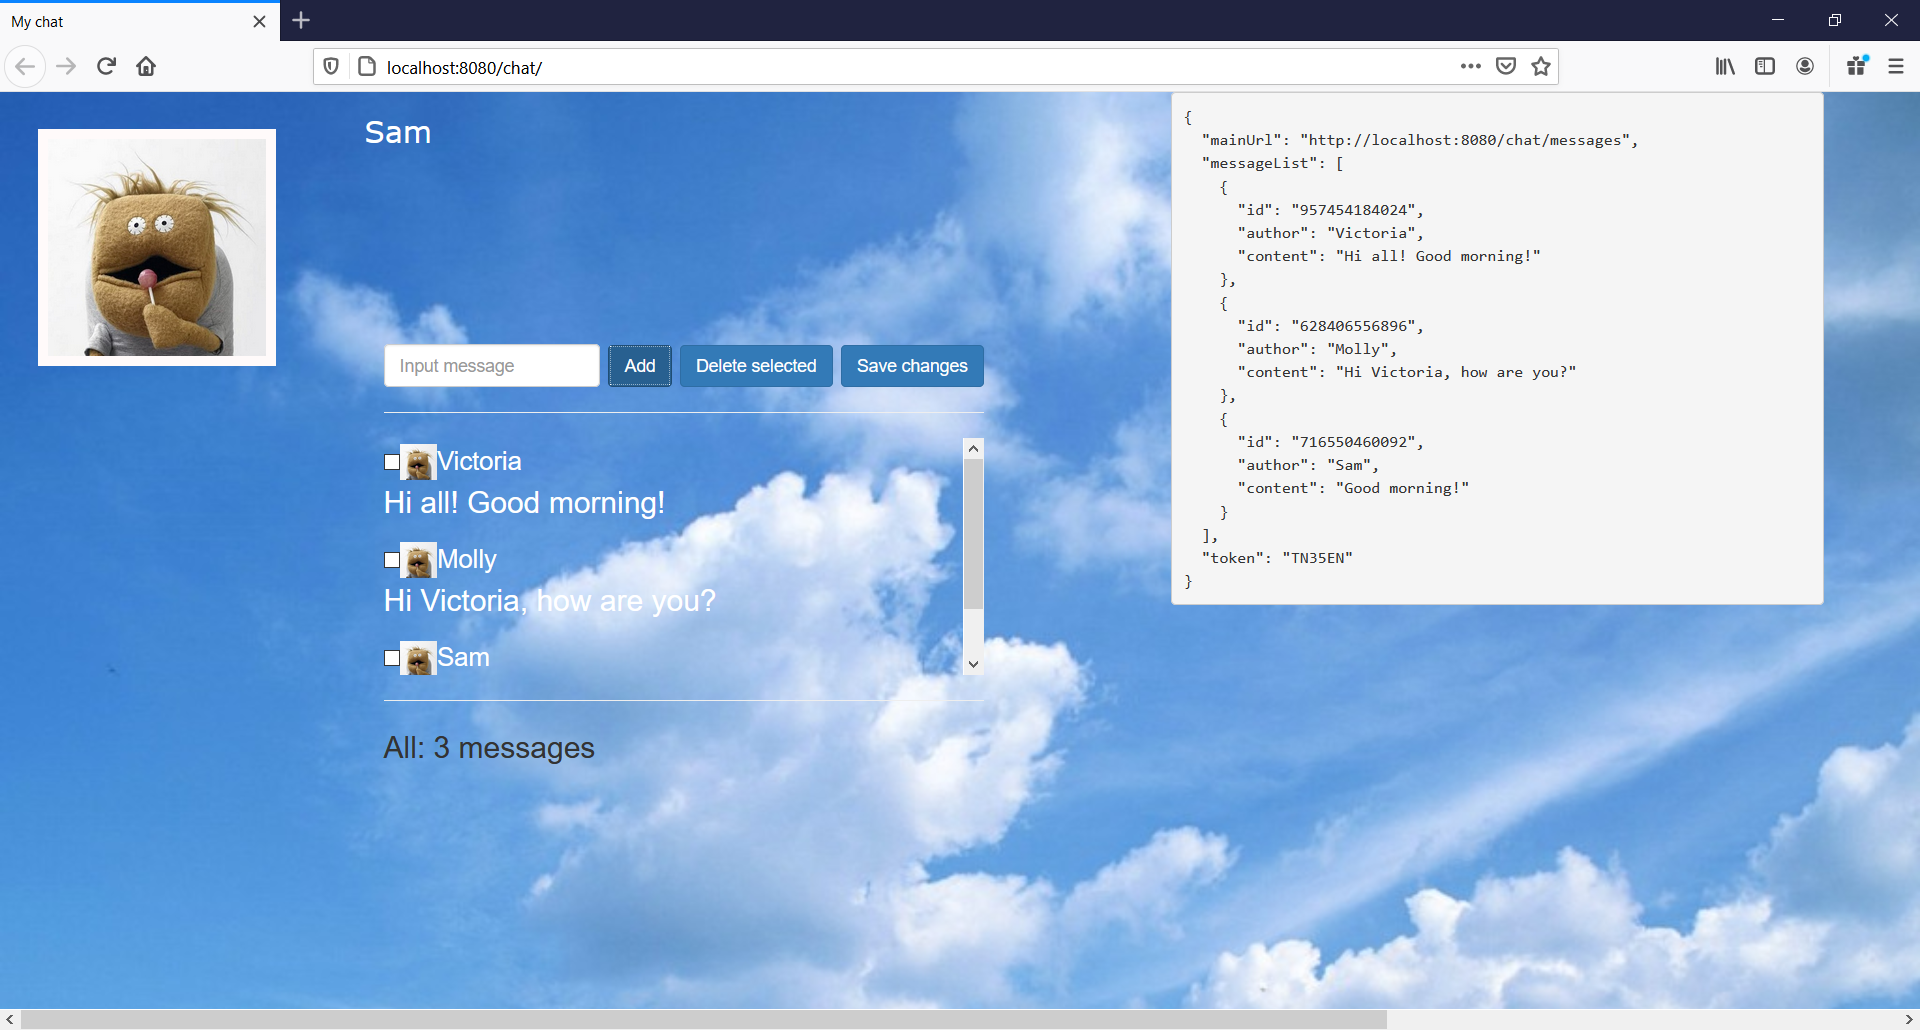 My chat
localhost:8080/chat/
Sam
Input message
Add
Delete selected
Save changes
Victoria
Hi all! Good morning!
Molly
Hi Victoria, how are you?
Sam
All: 3 messages
{
"mainUrl": "http://localhost:8080/chat/messages",
"messageList": [
{
"id": "957454184024",
"author": "Victoria",
"content": "Hi all! Good morning!"
},
{
"id": "628406556896",
"author": "Molly",
"content": "Hi Victoria, how are you?"
},
{
"id": "716550460092",
"author": "Sam",
"content": "Good morning!"
}
],
"token": "TN35EN"
}